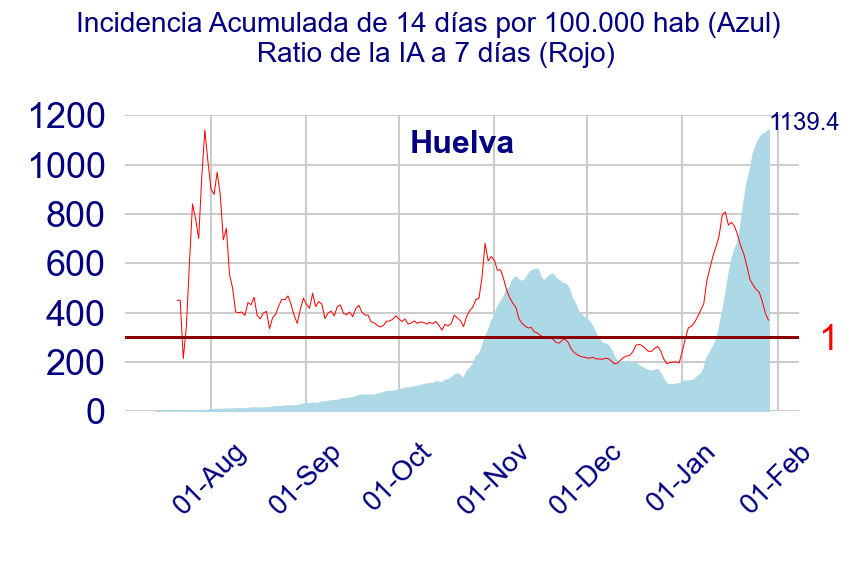 Incidencia Acumulada de 14 días por 100.000 hab (Azul)
Ratio de la IA a 7 días (Rojo)
1200
1139.4
Huelva
1000
800
600
400
1
200
0
01-Aug
01-Sep
01-Oct
01-Nov
01-Dec
01-Jan
01-Feb